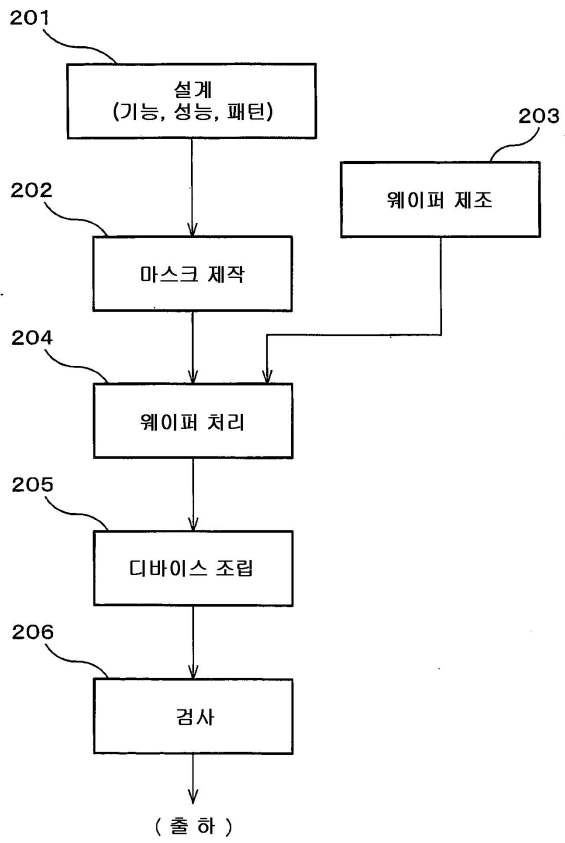 201
설계
(기능, 성능, 패턴)
203
웨이퍼 제조
202
마스크 제작
204
웨이퍼 처리
205
디바이스 조립
206
검사
(출하)